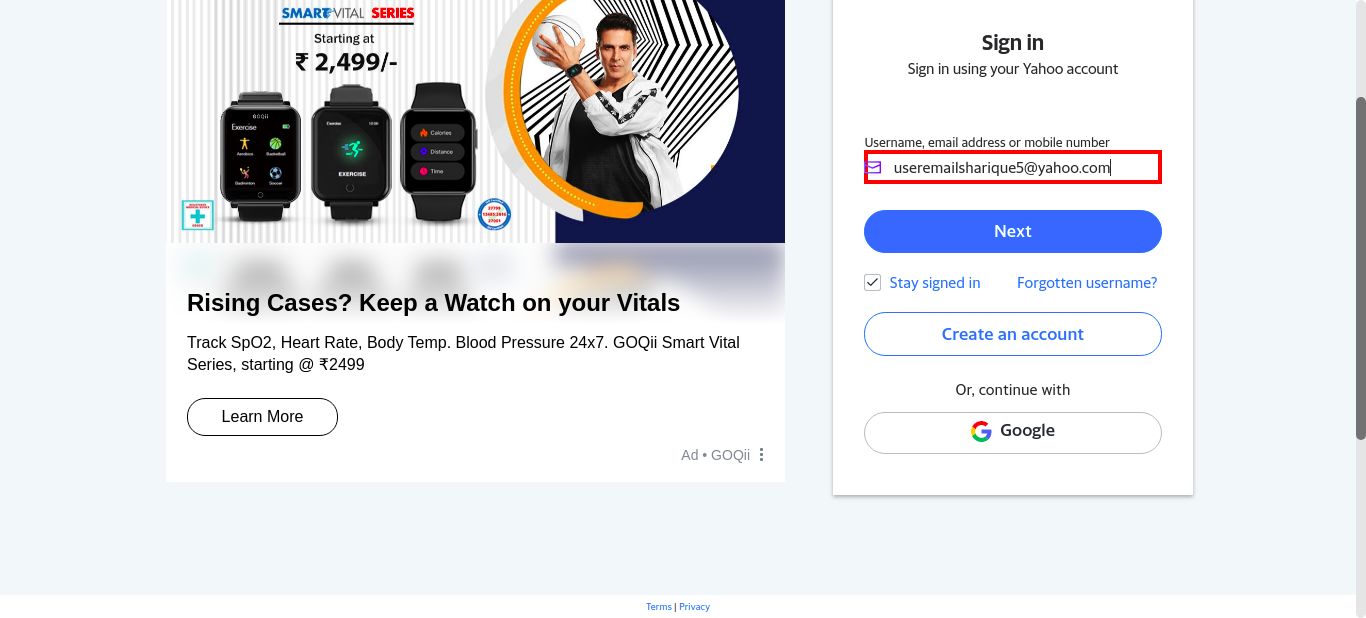 SMART VITAL SERIES
Starting at
₹ 2,499/-
GOQii
Exercise
Aerobics
Basketball
Badminton
Soccer
Exercise
EXERCISE
Calories
Distance
Time
Rising Cases? Keep a Watch on your Vitals
Track SpO2, Heart Rate, Body Temp. Blood Pressure 24x7. GOQii Smart Vital
Series, starting @ ₹2499
Learn More
Ad • GOQii
Sign in
Sign in using your Yahoo account
Username, email address or mobile number
useremailsharique5@yahoo.com
Next
Stay signed in
Forgotten username?
Create an account
Or, continue with
Google
Terms | Privacy